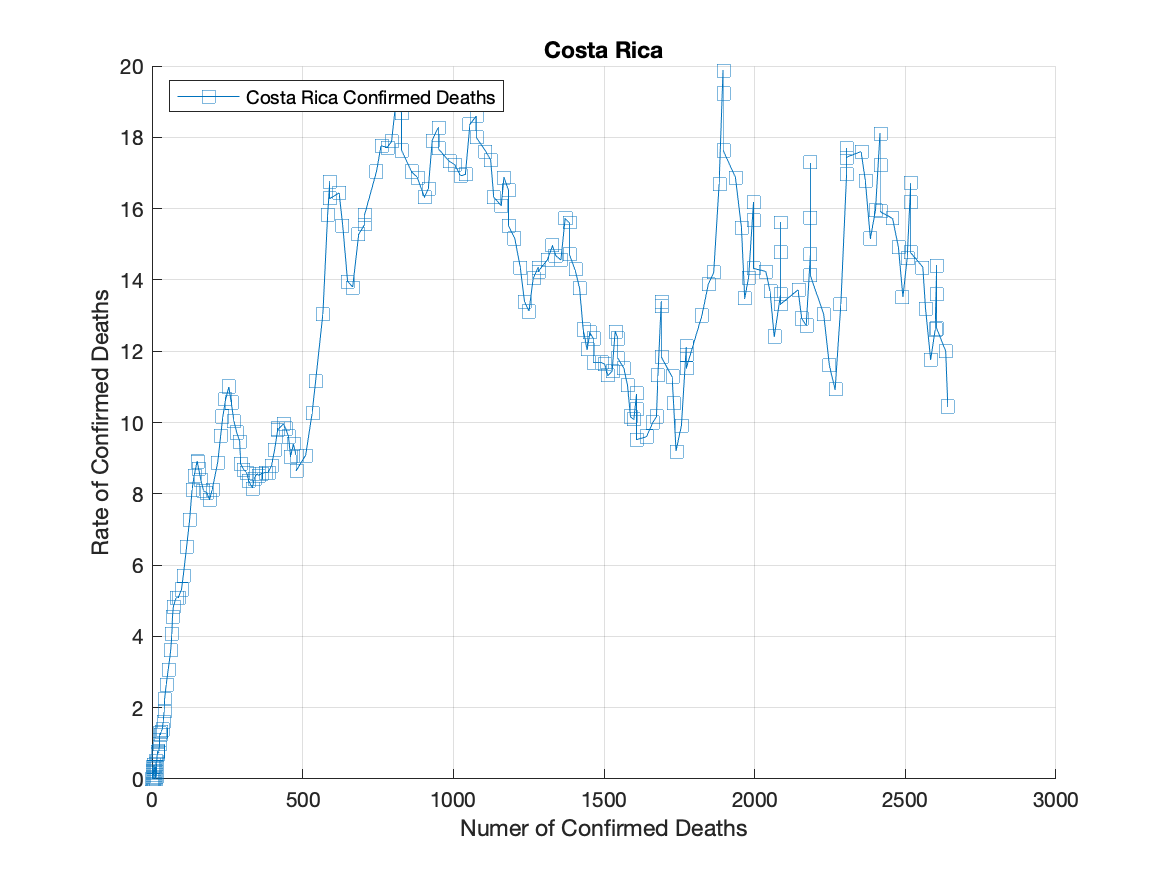 Costa Rica
Costa Rica Confirmed Deaths
20
18
16
14
12
10
8
6
4
2
0
Rate of Confirmed Deaths
0 500 1000 1500 2000 2500 3000
Numer of Confirmed Deaths